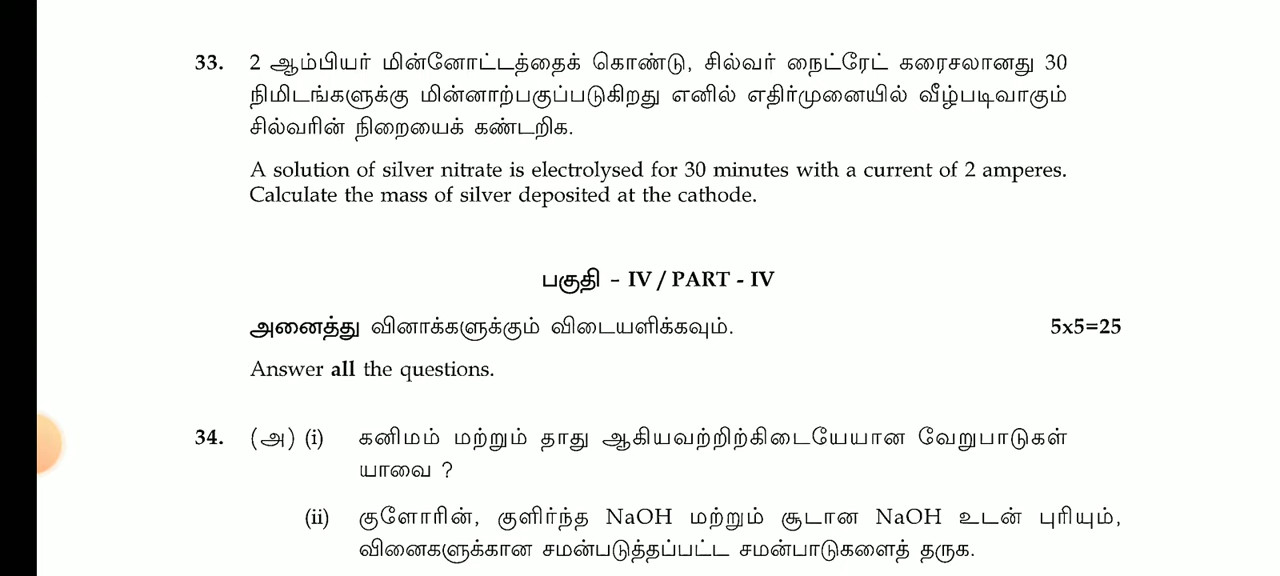 33. 2 ஆம்பியர் மின்னோட்டத்தைக் கொண்டு, சில்வர் நைட்ரேட் கரைசலானது 30
நிமிடங்களுக்கு மின்னாற்பகுப்படுகிறது எனில் எதிர்முனையில் வீழ்படிவாகும்
சில்வரின் நிறையைக் கண்டறிக.
A solution of silver nitrate is electrolysed for 30 minutes with a current of 2 amperes.
Calculate the mass of silver deposited at the cathode.
பகுதி - IV / PART - IV
அனைத்து வினாக்களுக்கும் விடையளிக்கவும். 5x5=25
Answer all the questions.
34. (அ) (i) கனிமம் மற்றும் தாது ஆகியவற்றிற்கிடையேயான வேறுபாடுகள்
யாவை ?
(ii) குளோரின், குளிர்ந்த NaOH மற்றும் சூடான NaOH உடன் புரியும்,
வினைகளுக்கான சமன்படுத்தப்பட்ட சமன்பாடுகளைத் தருக.